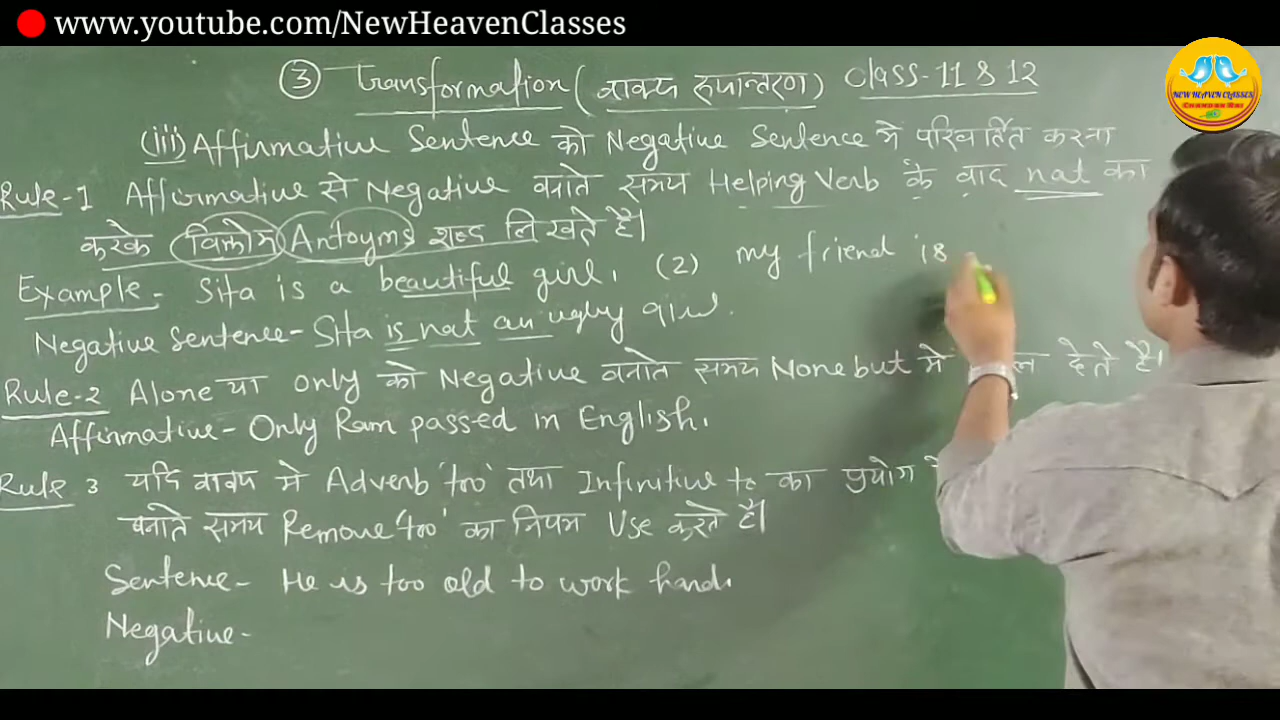 www.youtube.com/NewHeavenClasses
NEW HEAVEN CLASSES
③ Transformation (वाक्य रुपान्तरण) Class-11 & 12
(iii) Affirmative Sentence को Negative Sentence मे परिवर्तित करना
Rule-1 Affirmative से Negative बनाते समय Helping Verb के बाद not का
करके विलोम Antoyms शब्द लिखते है।
Example- Sita is a beautiful girl. (2) my friend is
Negative Sentence- Sita is not an ugly girl.
Rule-2 Alone या only को Negative बनाते समय None but मे देते है।
Affirmative- Only Ram passed in English.
Rule 3 यदि वाक्य मे Adverb 'too' तथा Infinitive to का प्रयोग
बनाते समय Remove 'too' का नियम Use करते है।
Sentence- He is too old to work hard.
Negative-